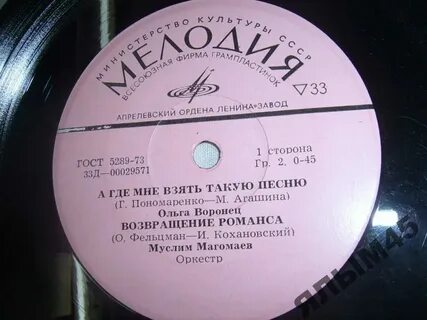 МИНИСТЕРСТВО КУЛЬТУРЫ СССР
МЕЛОДИЯ
ВСЕСОЮЗНАЯ ФИРМА ГРАМПЛАСТИНОК
▽33
АПРЕЛЕВСКИЙ ОРДЕНА ЛЕНИНА ЗАВОД
ГОСТ 5289-73
33Д—00029571
1 сторона
Гр. 2. 0-45
А ГДЕ МНЕ ВЗЯТЬ ТАКУЮ ПЕСНЮ
(Г. Пономаренко—М. Агашина)
Ольга Воронец
ВОЗВРАЩЕНИЕ РОМАНСА
(О. Фельцман—И. Кохановский)
Муслим Магомаев
Оркестр
ЯЛЫМ45